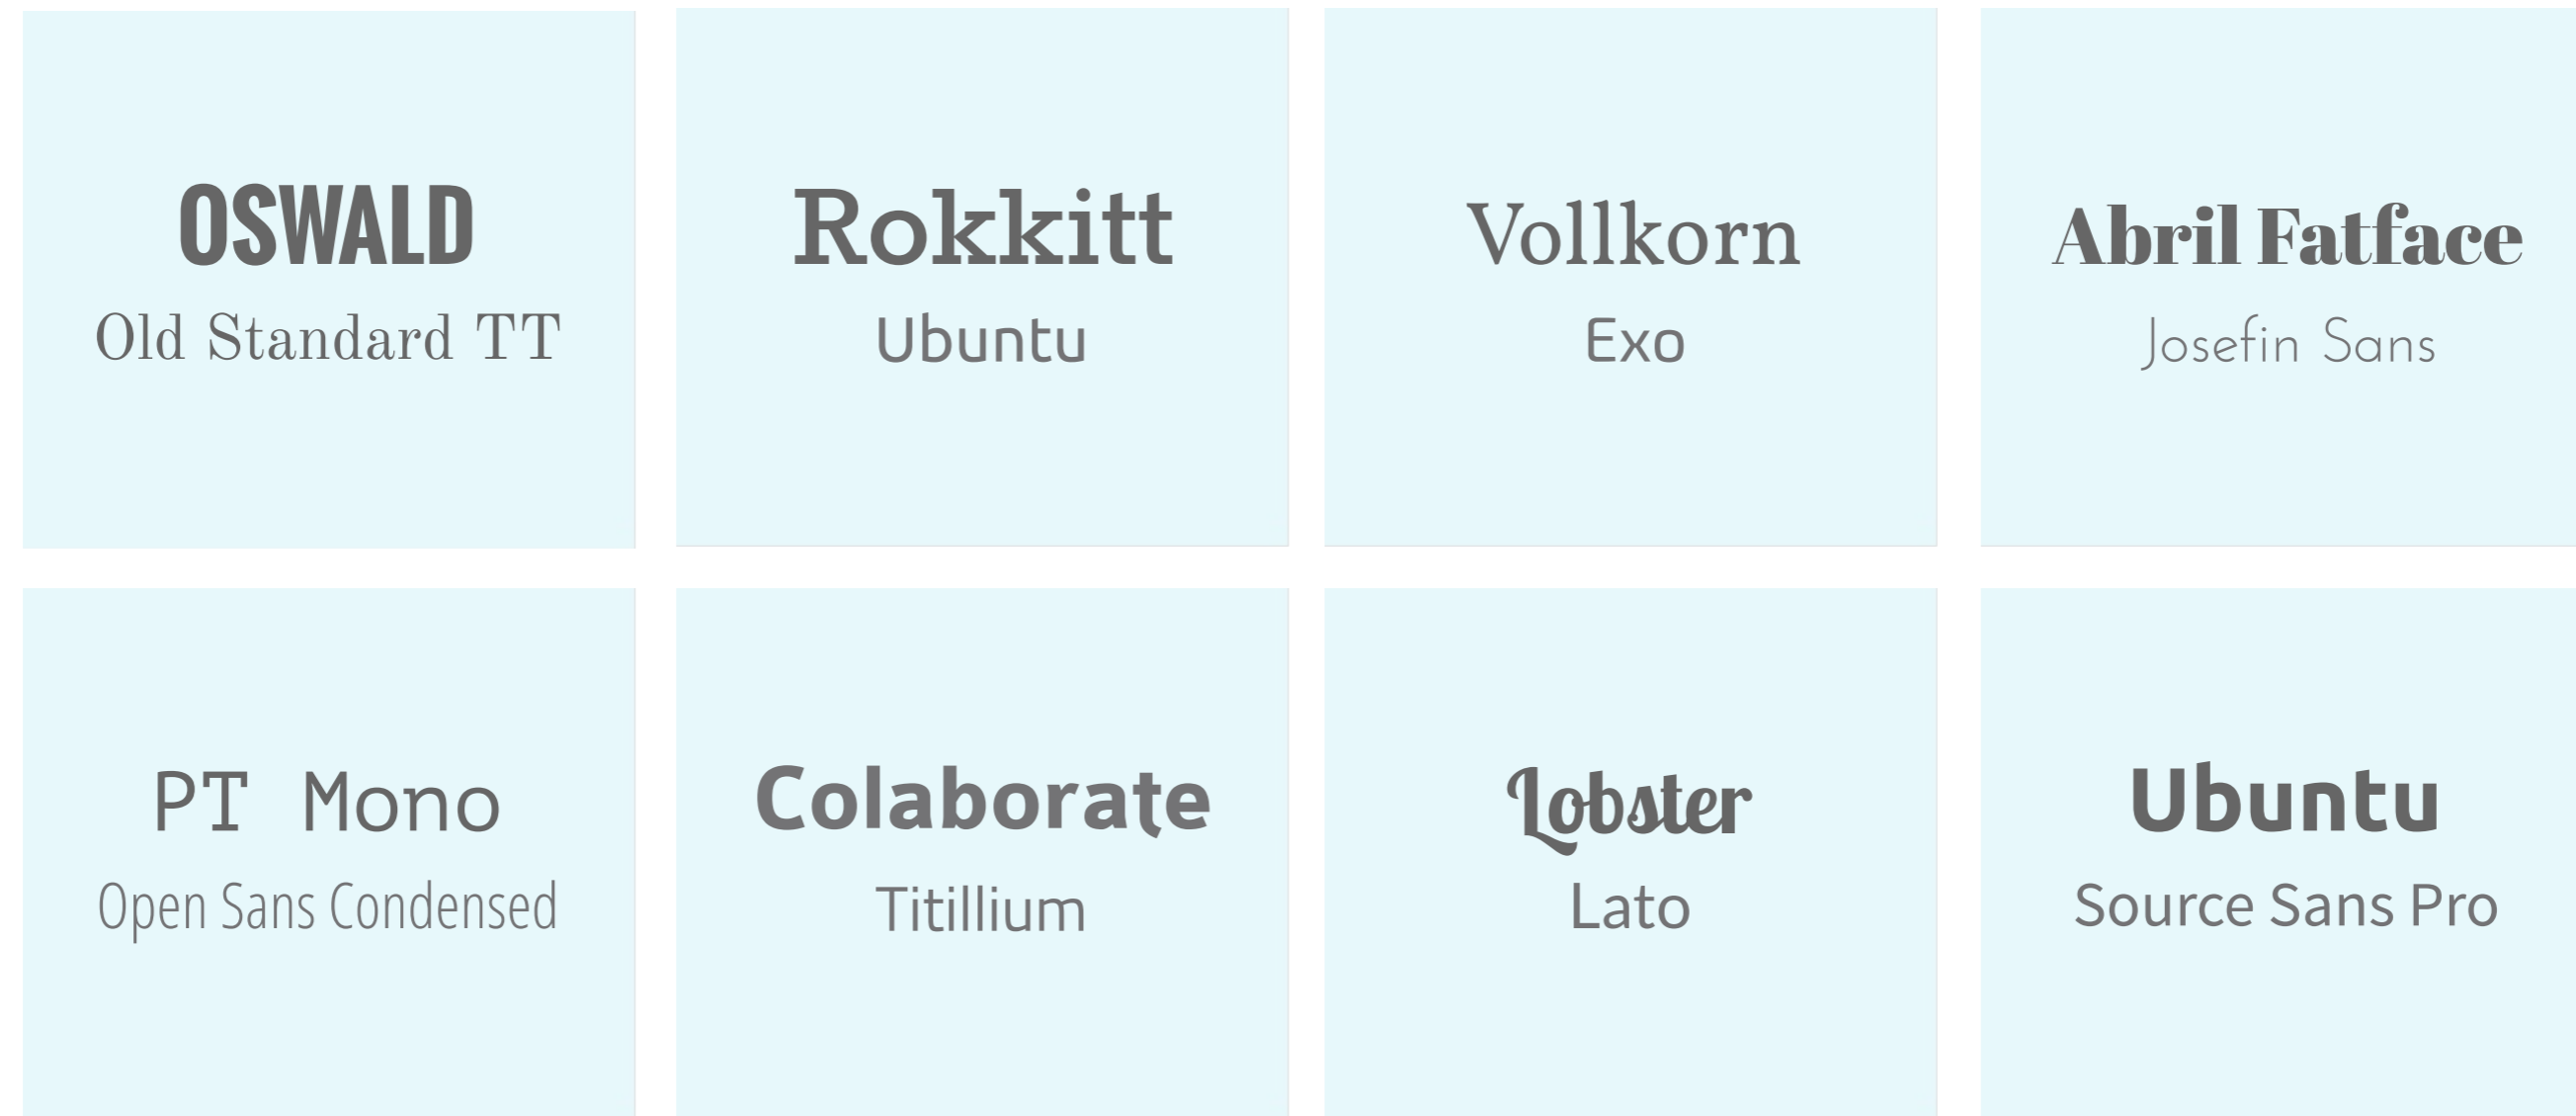 OSWALD
Old Standard TT
Rokkitt
Ubuntu
Vollkorn
Exo
Abril Fatface
Josefin Sans
PT Mono
Open Sans Condensed
Colaborate
Titillium
Lobster
Lato
Ubuntu
Source Sans Pro